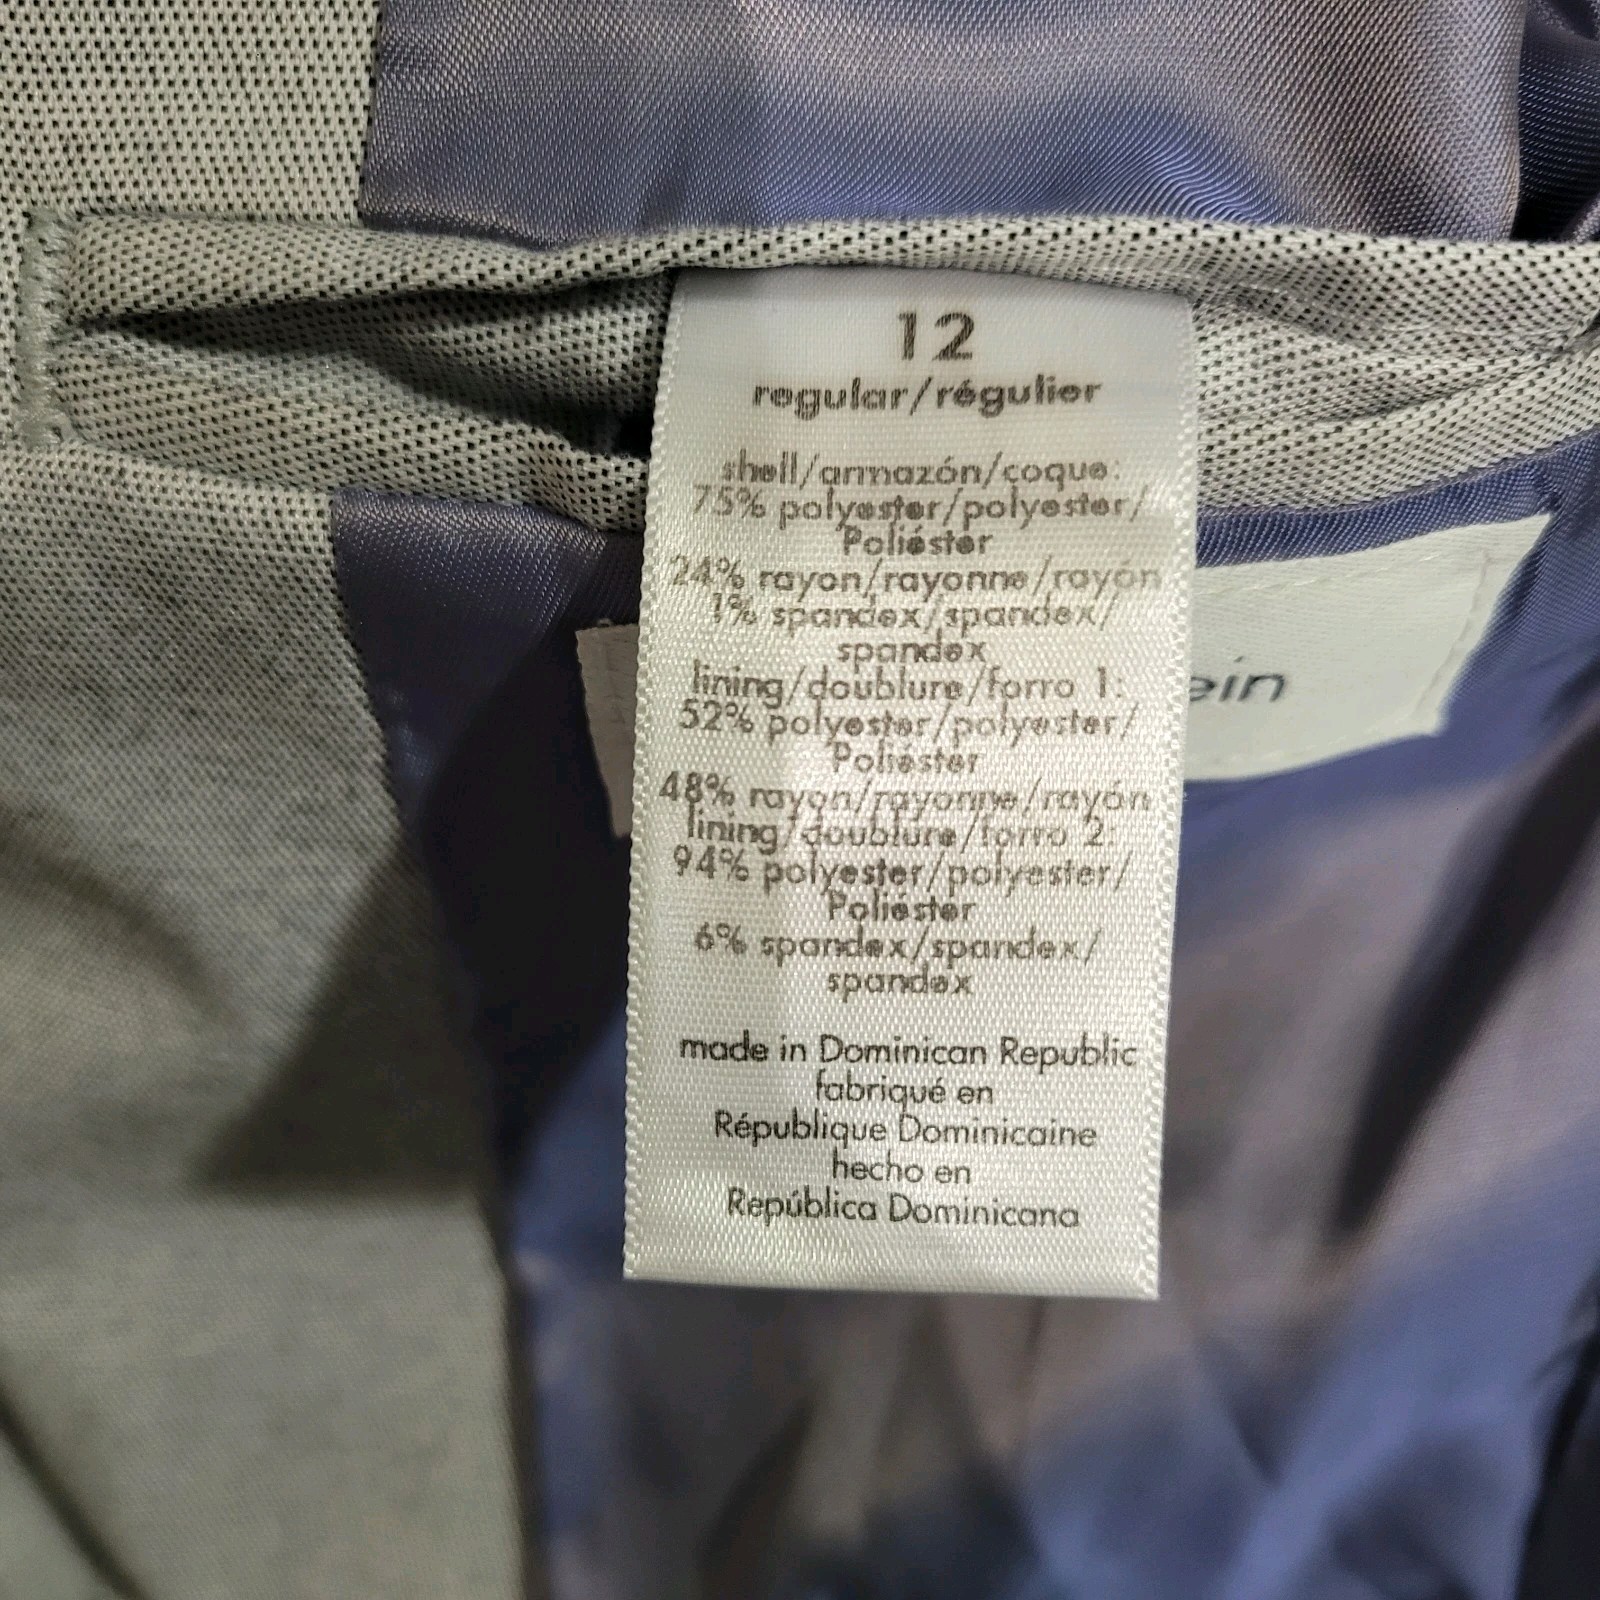 12
regular/régulier
shell/armazón/coque:
75% polyester/polyester/
Poliéster
24% rayon/rayonne/rayón
1% spandex/spandex/
spandex
lining/doublure/forro 1:
52% polyester/polyester/
Poliéster
48% rayon/rayonne/rayón
lining/doublure/forro 2:
94% polyester/polyester/
Poliéster
6% spandex/spandex/
spandex
made in Dominican Republic
fabriqué en
République Dominicaine
hecho en
República Dominicana
ein